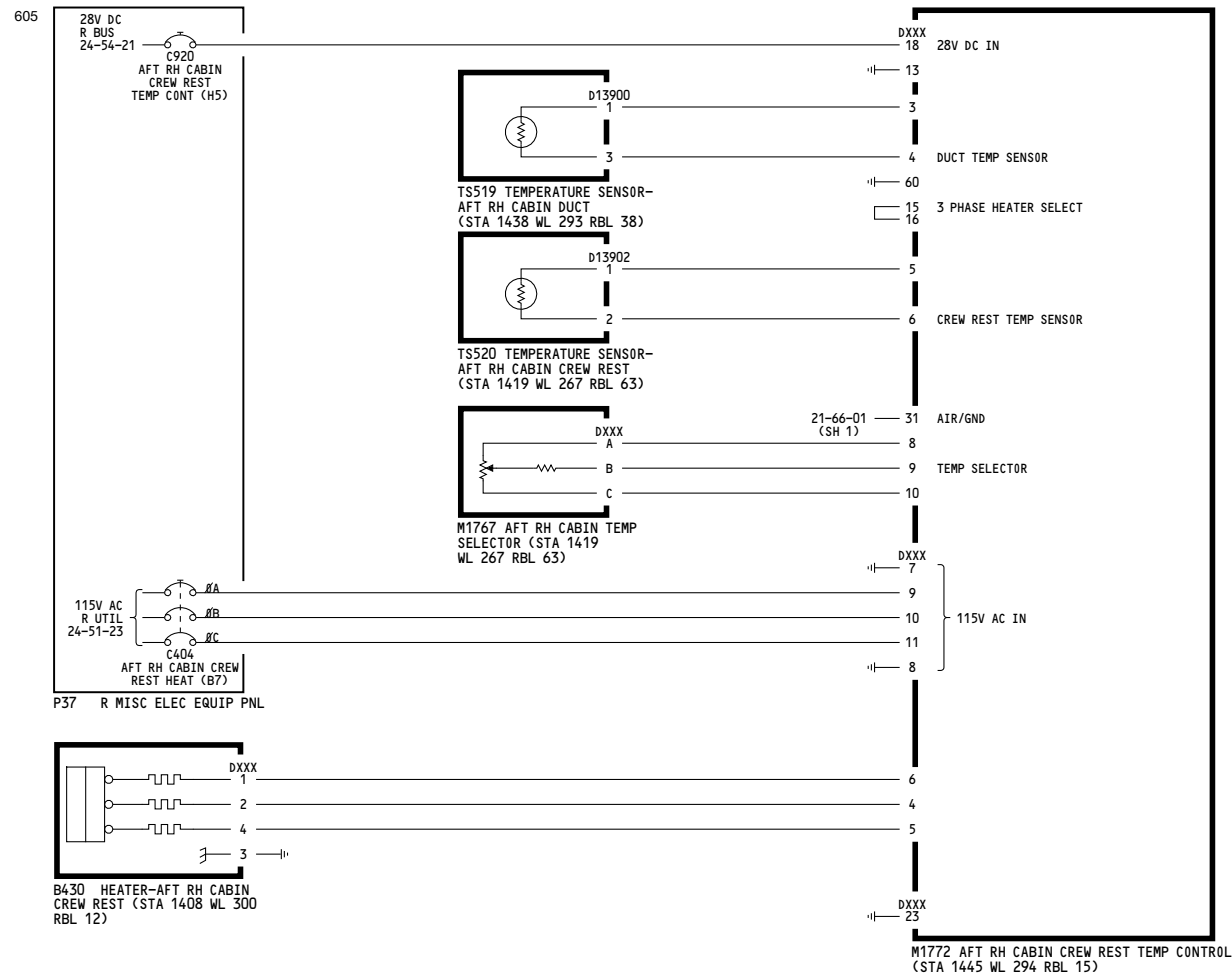 605
28V DC
R BUS
24-54-21
C920
AFT RH CABIN
CREW REST
TEMP CONT (H5)
DXXX
18 28V DC IN
13
D13900
1
3
3
4 DUCT TEMP SENSOR
TS519 TEMPERATURE SENSOR-
AFT RH CABIN DUCT
(STA 1438 WL 293 RBL 38)
60
15 3 PHASE HEATER SELECT
16
D13902
1
5
2
6 CREW REST TEMP SENSOR
TS520 TEMPERATURE SENSOR-
AFT RH CABIN CREW REST
(STA 1419 WL 267 RBL 63)
21-66-01
(SH 1)
31 AIR/GND
DXXX
A
8
B
9 TEMP SELECTOR
C
10
M1767 AFT RH CABIN TEMP
SELECTOR (STA 1419
WL 267 RBL 63)
DXXX
7
115V AC
R UTIL
24-51-23
ØA
9
ØB
10 115V AC IN
ØC
11
C404
AFT RH CABIN CREW
REST HEAT (B7)
8
P37 R MISC ELEC EQUIP PNL
DXXX
1
6
2
4
4
5
3
B430 HEATER-AFT RH CABIN
CREW REST (STA 1408 WL 300
RBL 12)
DXXX
23
M1772 AFT RH CABIN CREW REST TEMP CONTROL
(STA 1445 WL 294 RBL 15)